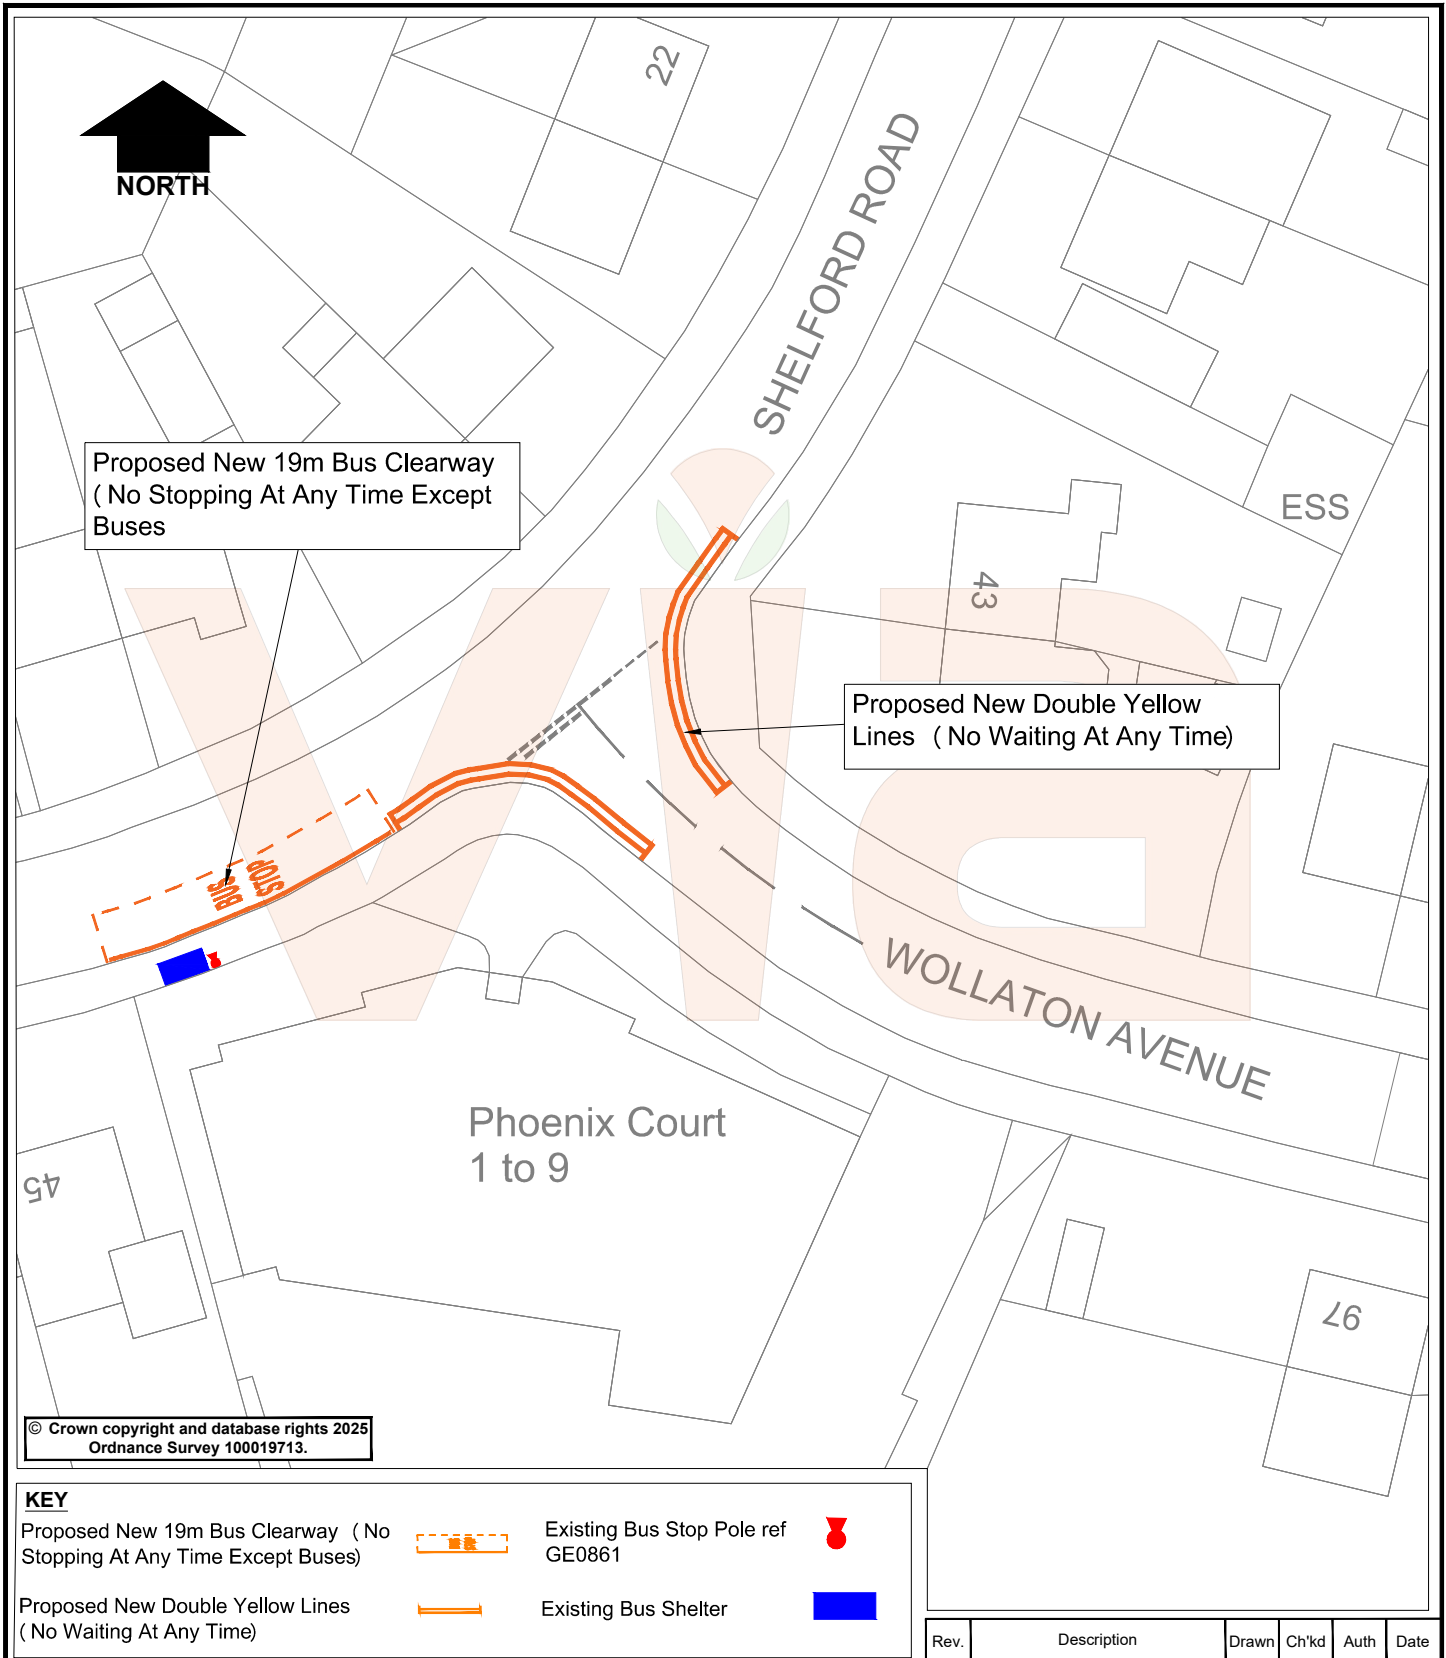 22
NORTH
SHELFORD ROAD
Proposed New 19m Bus Clearway
( No Stopping At Any Time Except
Buses
ESS
43
Proposed New Double Yellow
Lines ( No Waiting At Any Time)
BUS
STOP
WOLLATON AVENUE
Phoenix Court
1 to 9
45
97
© Crown copyright and database rights 2025
Ordnance Survey 100019713.
KEY
Proposed New 19m Bus Clearway ( No
Stopping At Any Time Except Buses)
Existing Bus Stop Pole ref
GE0861
Proposed New Double Yellow Lines
( No Waiting At Any Time)
Existing Bus Shelter
Rev. Description Drawn Ch'kd Auth Date
via